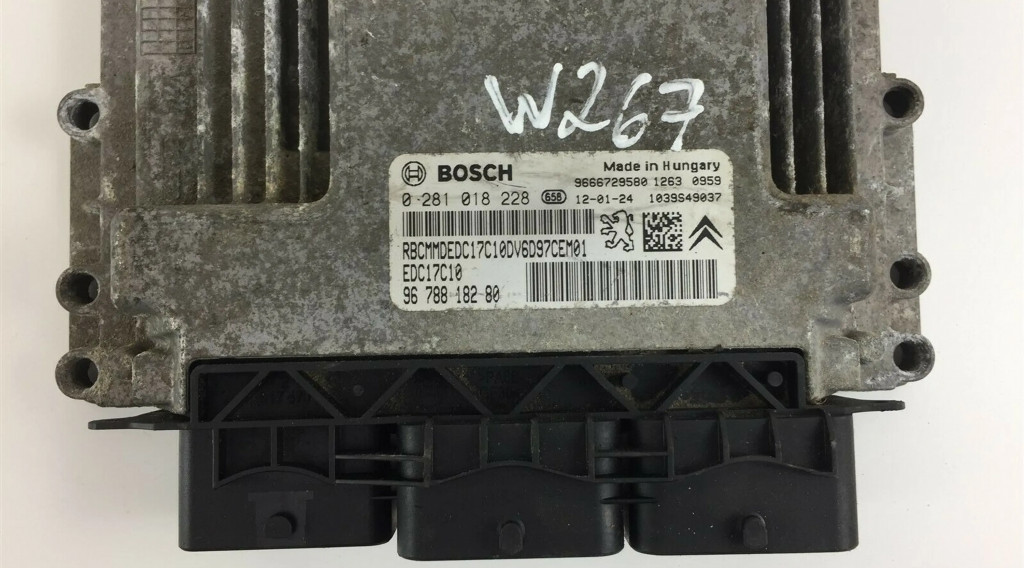 W267
BOSCH
Made in Hungary
9666729580 1263 0959
0 281 018 228 658 12-01-24 1039S49037
RBCMMDEDC17C10DV6D97CEM01
EDC17C10
96 788 182 80